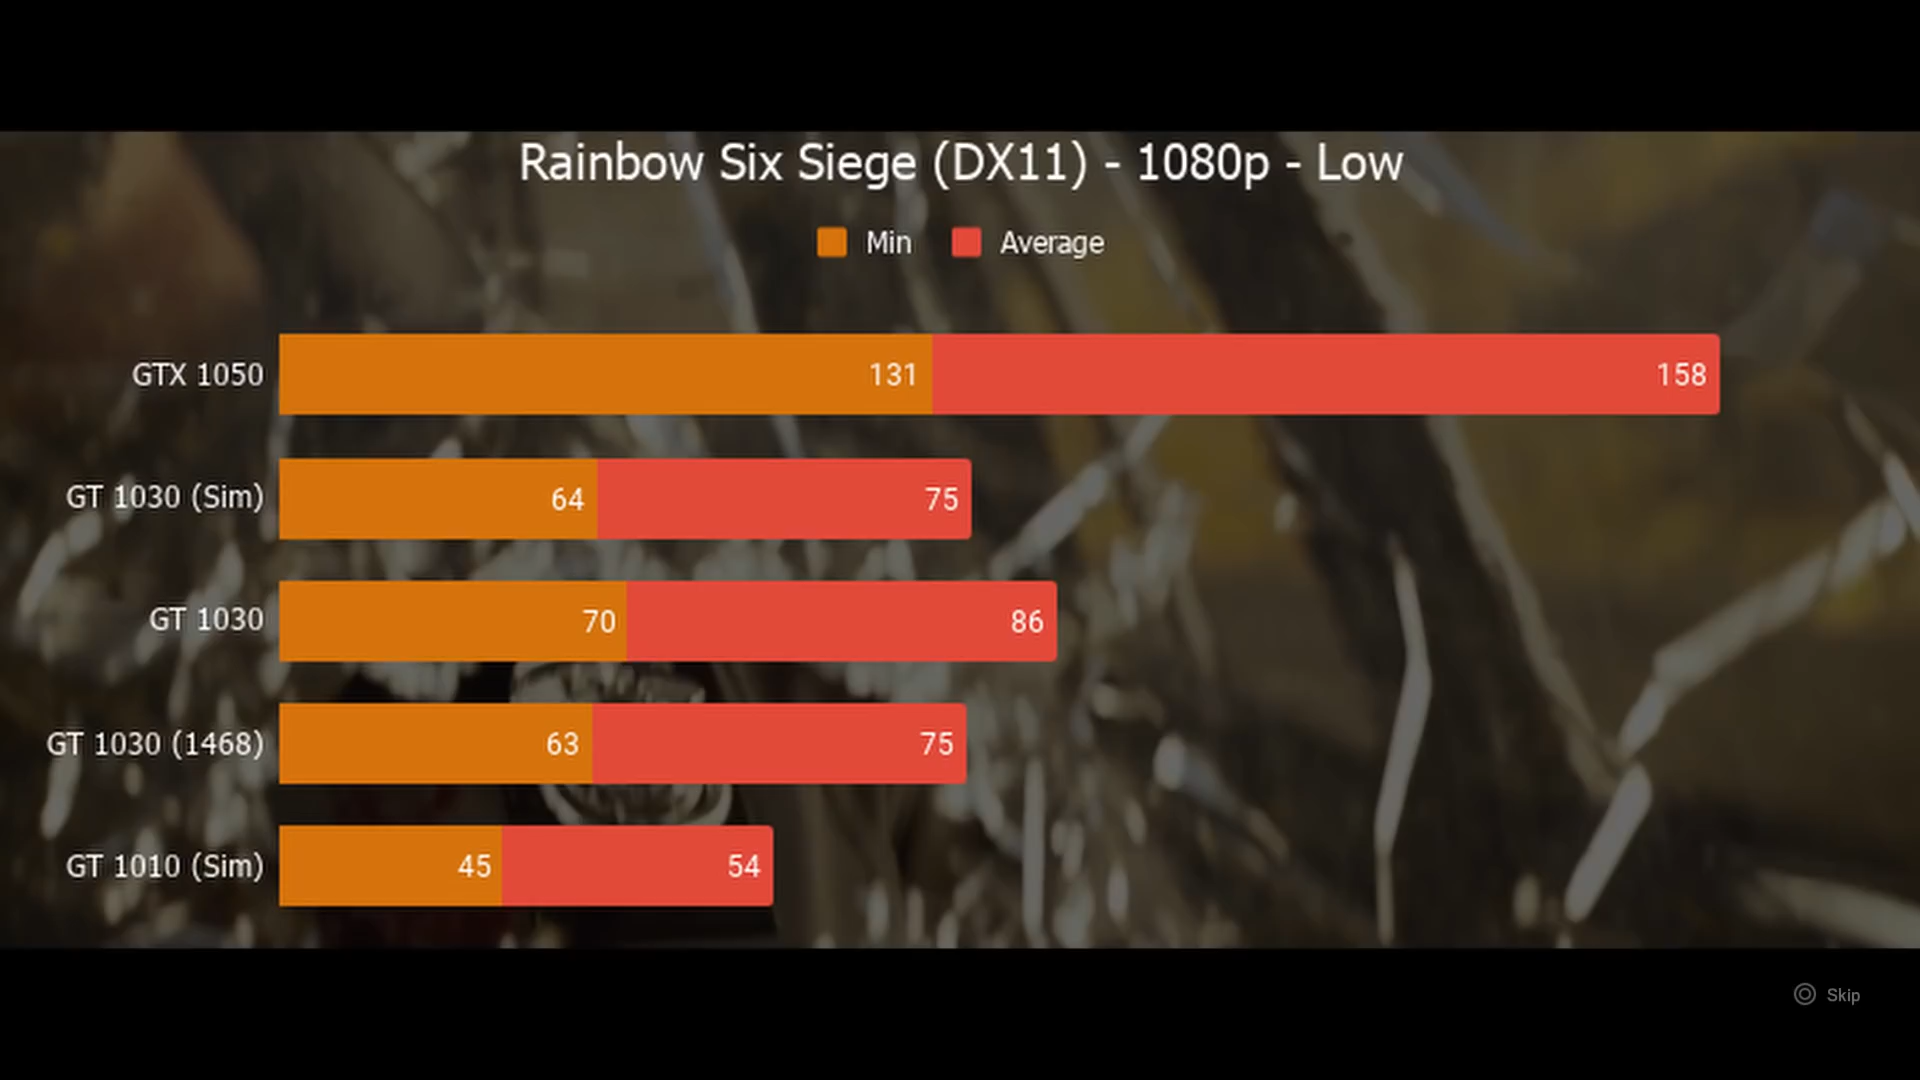 Rainbow Six Siege (DX11) - 1080p - Low
Min Average
GTX 1050 131 158
GT 1030 (Sim) 64 75
GT 1030 70 86
GT 1030 (1468) 63 75
GT 1010 (Sim) 45 54
Skip